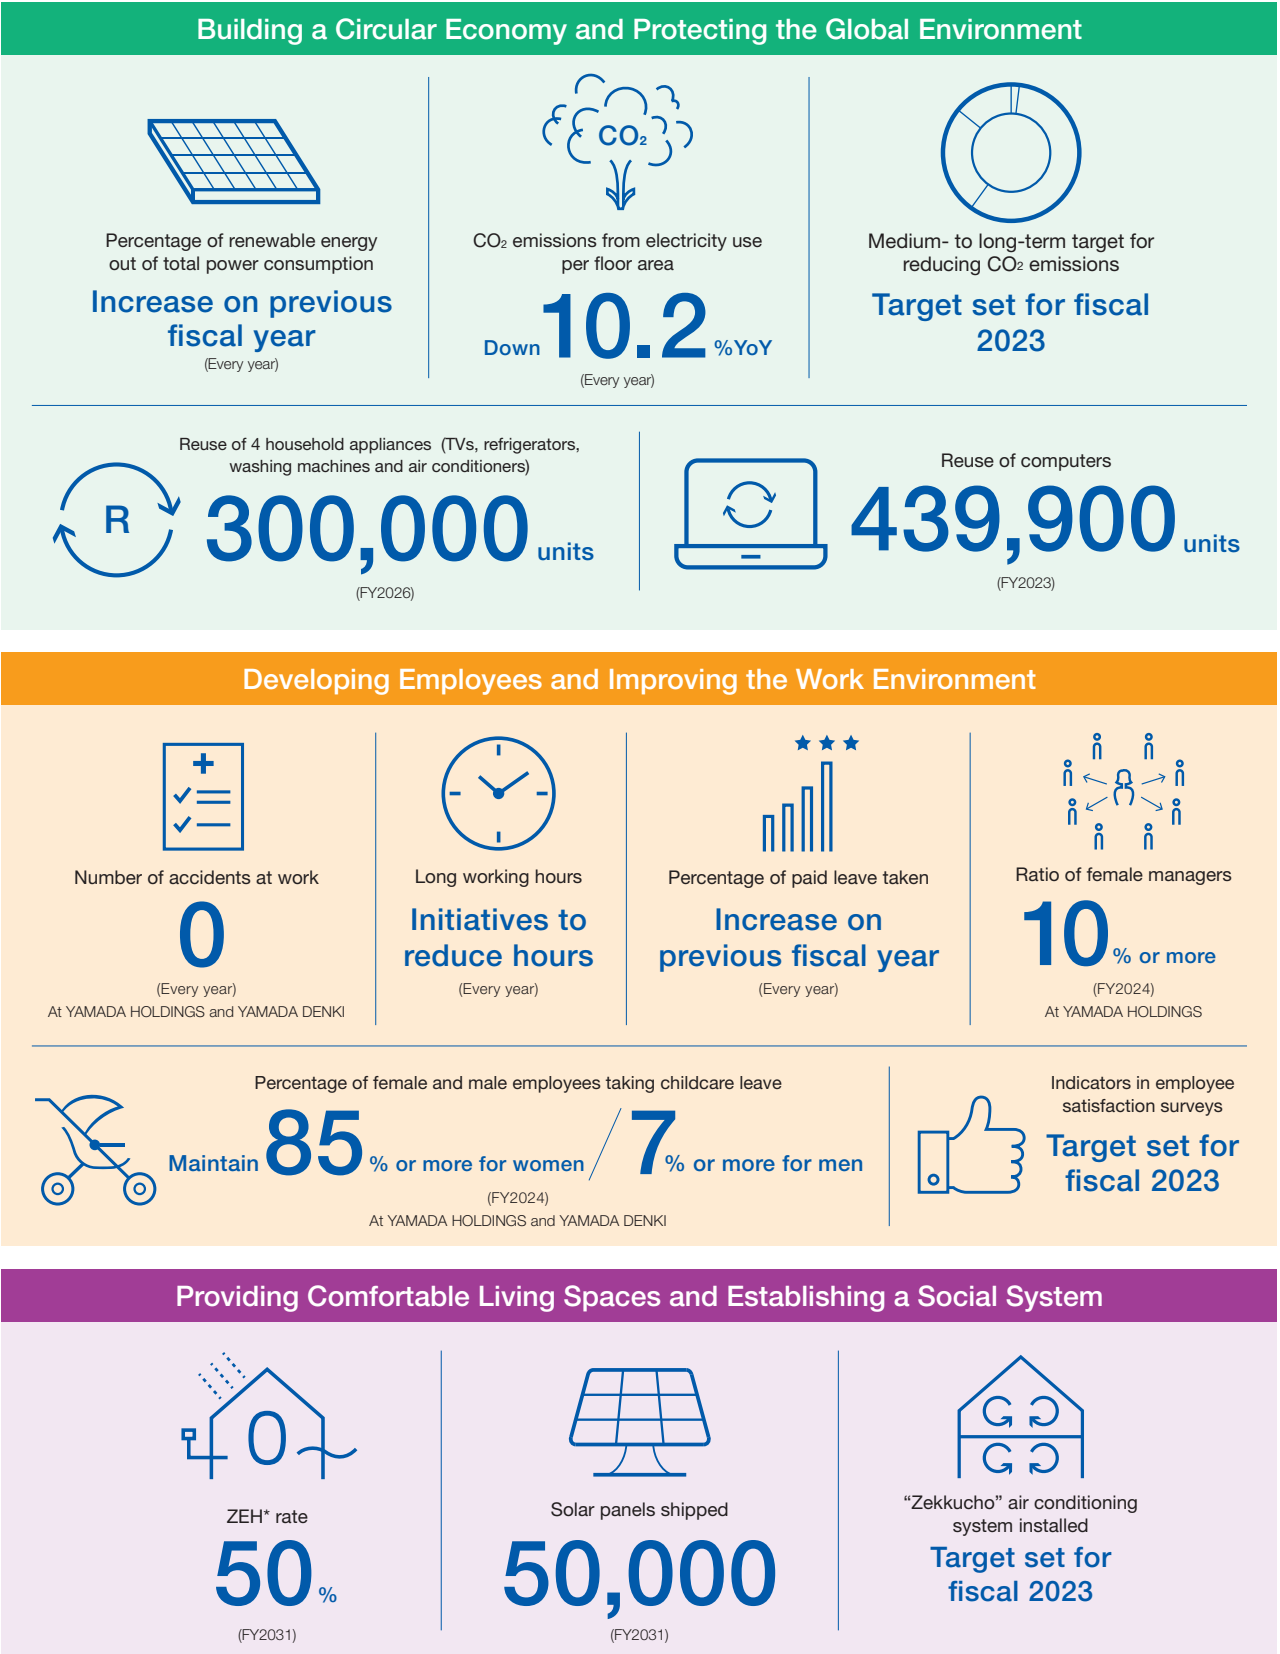 Building a Circular Economy and Protecting the Global Environment
CO₂
Percentage of renewable energy
out of total power consumption
Increase on previous
fiscal year
(Every year)
CO₂ emissions from electricity use
per floor area
Down 10.2 %YoY
(Every year)
Medium- to long-term target for
reducing CO₂ emissions
Target set for fiscal
2023
R
Reuse of 4 household appliances (TVs, refrigerators,
washing machines and air conditioners)
300,000 units
(FY2026)
Reuse of computers
439,900 units
(FY2023)
Developing Employees and Improving the Work Environment
Number of accidents at work
0
(Every year)
At YAMADA HOLDINGS and YAMADA DENKI
Long working hours
Initiatives to
reduce hours
(Every year)
Percentage of paid leave taken
Increase on
previous fiscal year
(Every year)
Ratio of female managers
10 % or more
(FY2024)
At YAMADA HOLDINGS
Percentage of female and male employees taking childcare leave
Maintain 85 % or more for women / 7 % or more for men
(FY2024)
At YAMADA HOLDINGS and YAMADA DENKI
Indicators in employee
satisfaction surveys
Target set for
fiscal 2023
Providing Comfortable Living Spaces and Establishing a Social System
0
ZEH* rate
50 %
(FY2031)
Solar panels shipped
50,000
(FY2031)
“Zekkucho” air conditioning
system installed
Target set for
fiscal 2023